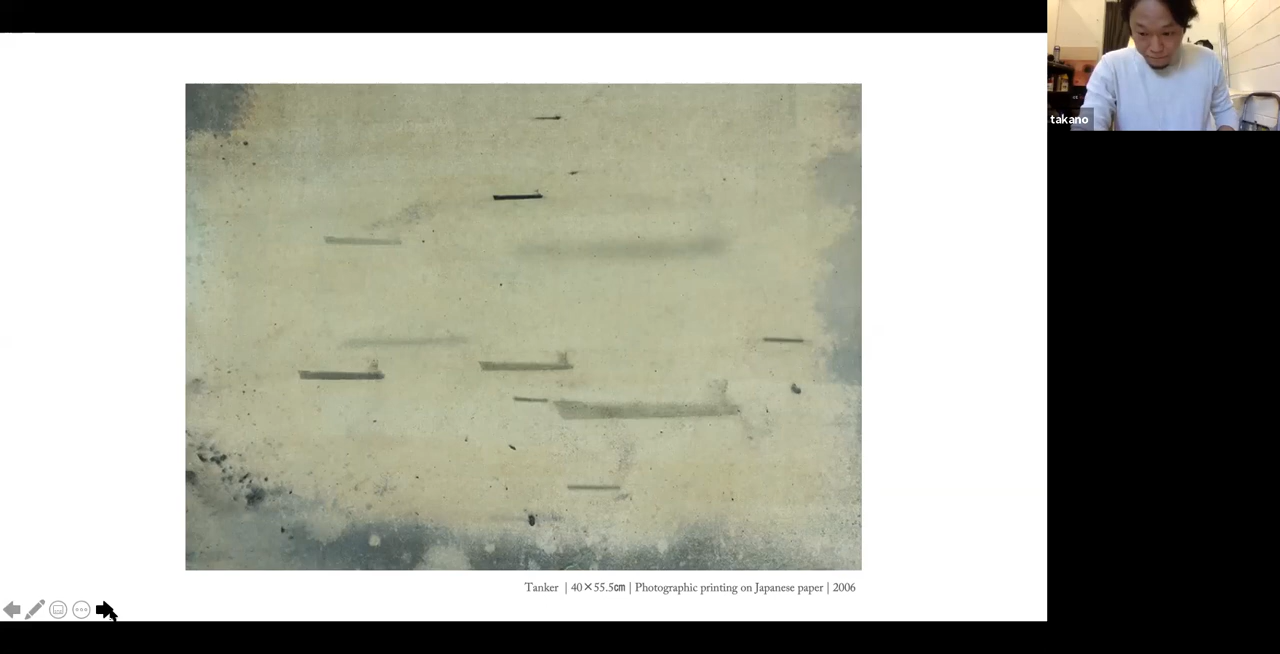 takano
Tanker | 40×55.5㎝ | Photographic printing on Japanese paper | 2006